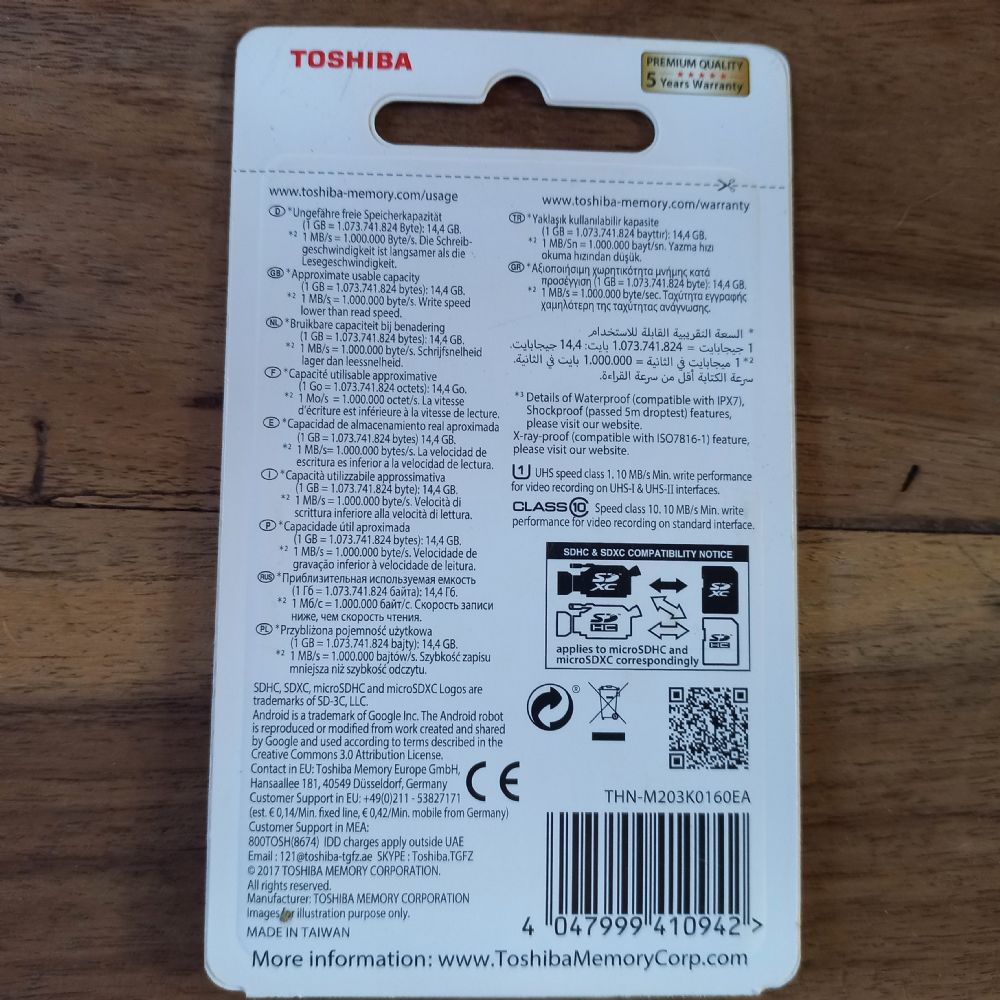 TOSHIBA
PREMIUM QUALITY
5 Years Warranty
www.toshiba-memory.com/usage
D *Ungefähre freie Speicherkapazität
(1 GB = 1.073.741.824 Byte): 14,4 GB.
*2 1 MB/s = 1.000.000 Byte/s. Die Schreib-
geschwindigkeit ist langsamer als die
Lesegeschwindigkeit.
GB *Approximate usable capacity
(1 GB = 1.073.741.824 bytes): 14,4 GB.
*2 1 MB/s = 1.000.000 byte/s. Write speed
lower than read speed.
NL *Bruikbare capaciteit bij benadering
(1 GB = 1.073.741.824 bytes): 14,4 GB.
*2 1 MB/s = 1.000.000 byte/s. Schrijfsnelheid
lager dan leessnelheid.
F *Capacité utilisable approximative
(1 Go = 1.073.741.824 octets): 14,4 Go.
*2 1 Mo/s = 1.000.000 octet/s. La vitesse
d'écriture est inférieure à la vitesse de lecture.
E *Capacidad de almacenamiento real aproximada
(1 GB = 1.073.741.824 bytes) 14,4 GB.
*2 1 MB/s= 1.000.000 bytes/s. La velocidad de
escritura es inferior a la velocidad de lectura.
I *Capacità utilizzabile approssimativa
(1 GB = 1.073.741.824 byte): 14,4 GB.
*2 1 MB/s = 1.000.000 byte/s. Velocità di
scrittura inferiore alla velocità di lettura.
P *Capacidade útil aproximada
(1 GB = 1.073.741.824 byte): 14,4 GB.
*2 1 MB/s = 1.000.000 byte/s. Velocidade de
gravação inferior à velocidade de leitura.
RUS *Приблизительная используемая емкость
(1 Гб = 1.073.741.824 байта): 14,4 Гб.
*2 1 Мб/с = 1.000.000 байт/с. Скорость записи
ниже, чем скорость чтения.
PL *Przybliżona pojemność użytkowa
(1 GB = 1.073.741.824 bajty): 14,4 GB.
*2 1 MB/s = 1.000.000 bajtów/s. Szybkość zapisu
mniejsza niż szybkość odczytu.
SDHC, SDXC, microSDHC and microSDXC Logos are
trademarks of SD-3C, LLC.
Android is a trademark of Google Inc. The Android robot
is reproduced or modified from work created and shared
by Google and used according to terms described in the
Creative Commons 3.0 Attribution License.
Contact in EU: Toshiba Memory Europe GmbH,
Hansaallee 181, 40549 Düsseldorf, Germany
Customer Support in EU: +49(0)211 - 53827171
(est. € 0,14/Min. fixed line, € 0,42/Min. mobile from Germany)
Customer Support in MEA:
800TOSH(8674) IDD charges apply outside UAE
Email : 121@toshiba-tgfz.ae SKYPE : Toshiba.TGFZ
© 2017 TOSHIBA MEMORY CORPORATION.
All rights reserved.
Manufacturer: TOSHIBA MEMORY CORPORATION
Images for illustration purpose only.
MADE IN TAIWAN
CE
www.toshiba-memory.com/warranty
TR *Yaklaşık kullanılabilir kapasite
(1 GB = 1.073.741.824 bayttır): 14,4 GB.
*2 1 MB/Sn = 1.000.000 bayt/sn. Yazma hızı
okuma hızından düşük.
GR *Αξιοποιήσιμη χωρητικότητα μνήμης κατά
προσέγγιση (1 GB = 1.073.741.824 byte): 14,4 GB.
*2 1 MB/s = 1.000.000 byte/sec. Ταχύτητα εγγραφής
χαμηλότερη της ταχύτητας ανάγνωσης.
* السعة التقريبية القابلة للاستخدام
1 جيجابايت = 1.073.741.824 بايت: 14,4 جيجابايت.
*2 1 ميجابايت في الثانية = 1.000.000 بايت في الثانية.
سرعة الكتابة أقل من سرعة القراءة.
*3 Details of Waterproof (compatible with IPX7),
Shockproof (passed 5m droptest) features,
please visit our website.
X-ray-proof (compatible with ISO7816-1) feature,
please visit our website.
1 UHS speed class 1. 10 MB/s Min. write performance
for video recording on UHS-I & UHS-II interfaces.
CLASS 10 Speed class 10. 10 MB/s Min. write
performance for video recording on standard interface.
SDHC & SDXC COMPATIBILITY NOTICE
SD XC SD XC
SD HC SD HC
applies to microSDHC and
microSDXC correspondingly
®
THN-M203K0160EA
4 047999 410942 >
More information: www.ToshibaMemoryCorp.com